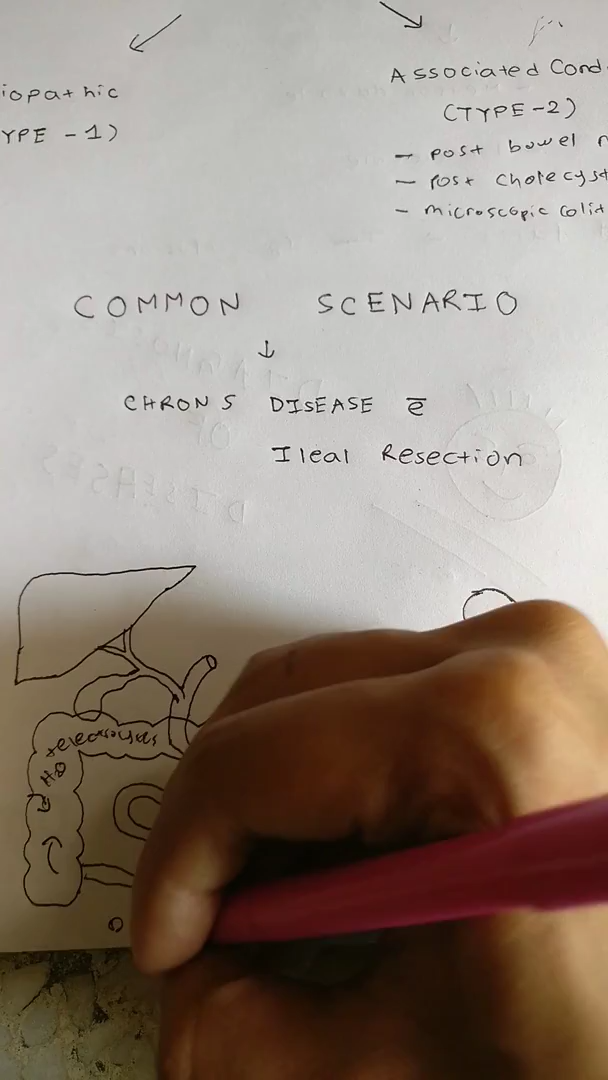 iopathic
YPE - 1)
Associated Cond
(TYPE-2)
- post bowel r
- Post cholecyst
- microscopic colit
COMMON SCENARIO
↓
CHRONS DISEASE c̄
Ileal Resection
H₂O